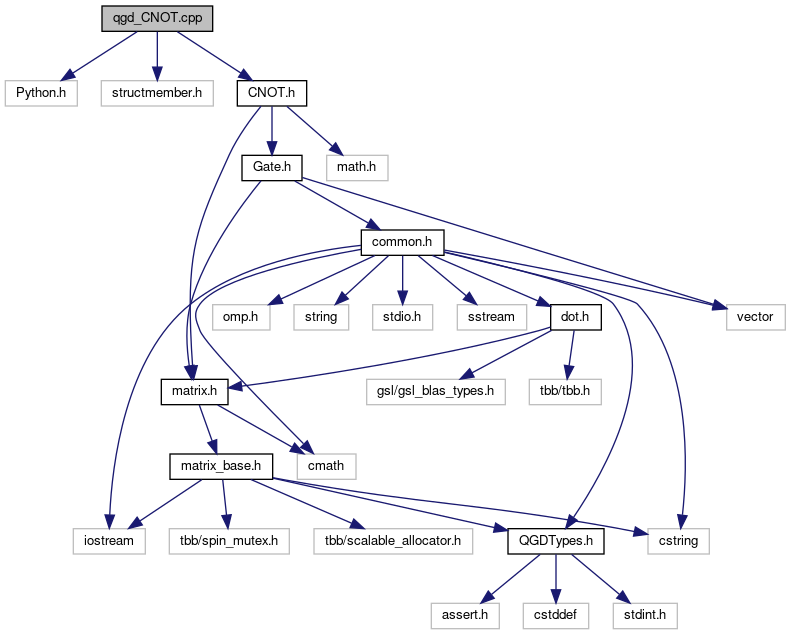 qgd_CNOT.cpp
Python.h
structmember.h
CNOT.h
Gate.h
math.h
common.h
omp.h
string
stdio.h
sstream
dot.h
vector
matrix.h
gsl/gsl_blas_types.h
tbb/tbb.h
matrix_base.h
cmath
iostream
tbb/spin_mutex.h
tbb/scalable_allocator.h
QGDTypes.h
cstring
assert.h
cstddef
stdint.h